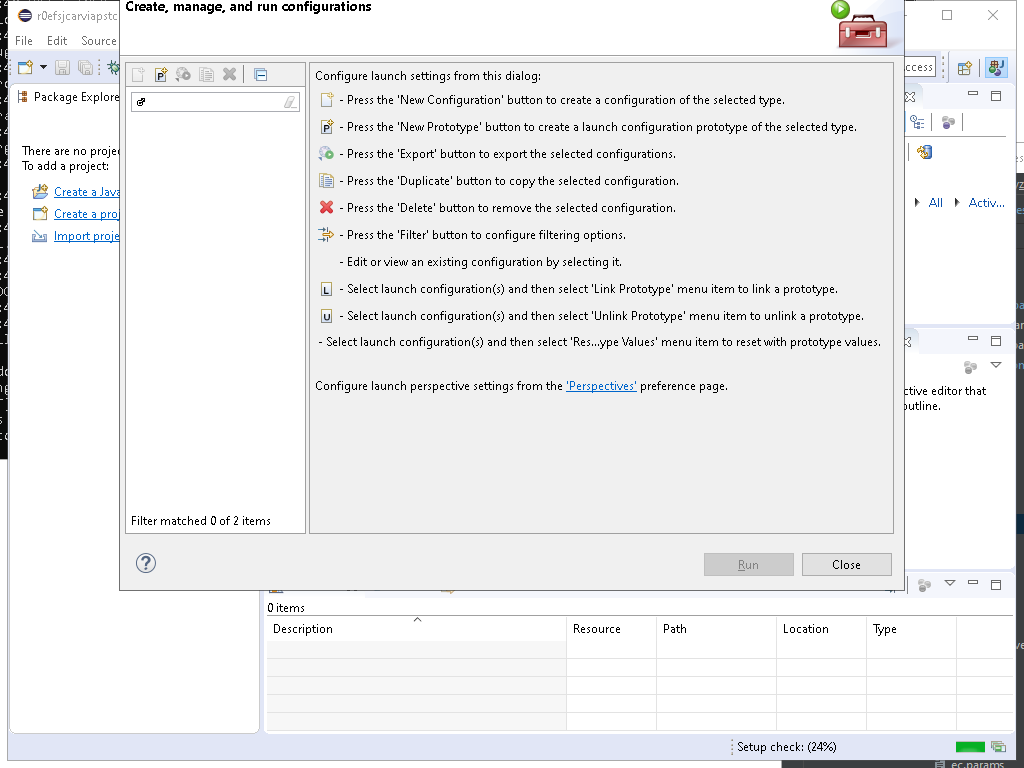 Create, manage, and run configurations
r0efsjcarviapstc
File Edit Source
Package Explore
There are no projec
To add a project:
Create a Java
Create a proj
Import proje
Filter matched 0 of 2 items
Configure launch settings from this dialog:
- Press the 'New Configuration' button to create a configuration of the selected type.
- Press the 'New Prototype' button to create a launch configuration prototype of the selected type.
- Press the 'Export' button to export the selected configurations.
- Press the 'Duplicate' button to copy the selected configuration.
- Press the 'Delete' button to remove the selected configuration.
- Press the 'Filter' button to configure filtering options.
- Edit or view an existing configuration by selecting it.
- Select launch configuration(s) and then select 'Link Prototype' menu item to link a prototype.
- Select launch configuration(s) and then select 'Unlink Prototype' menu item to unlink a prototype.
- Select launch configuration(s) and then select 'Res...ype Values' menu item to reset with prototype values.
Configure launch perspective settings from the 'Perspectives' preference page.
Run Close
ccess
All Activ...
ctive editor that
outline.
0 items
Description Resource Path Location Type
Setup check: (24%)
ec.params